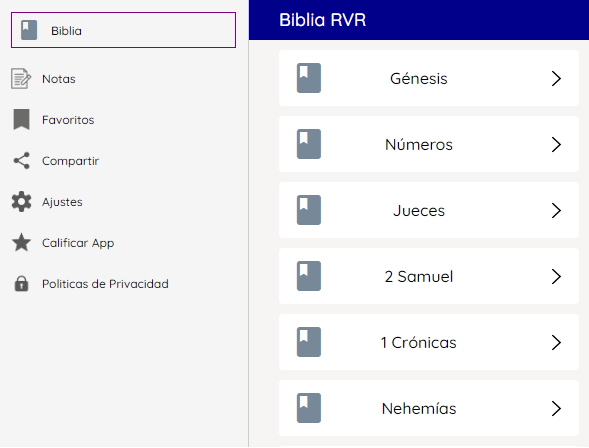 Biblia
Notas
Favoritos
Compartir
Ajustes
Calificar App
Politicas de Privacidad
Biblia RVR
Génesis
Números
Jueces
2 Samuel
1 Crónicas
Nehemías